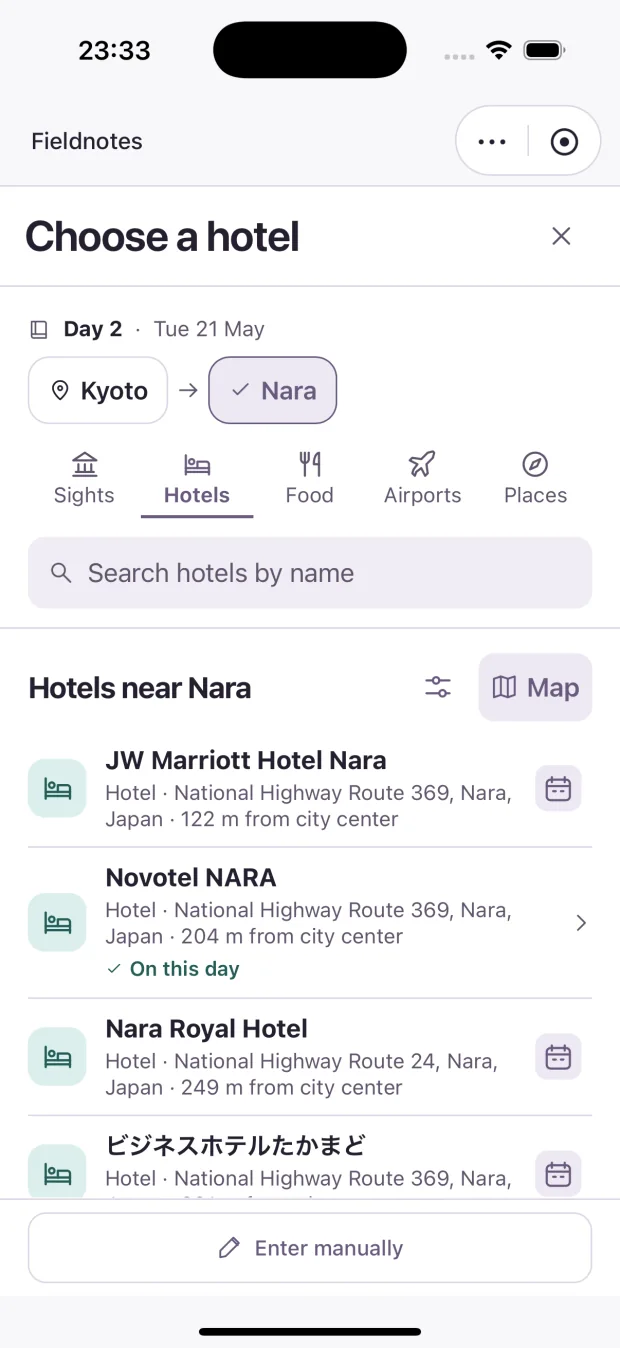 23:33
Fieldnotes
Choose a hotel
Day 2 · Tue 21 May
Kyoto → Nara
Sights Hotels Food Airports Places
Search hotels by name
Hotels near Nara
Map
JW Marriott Hotel Nara
Hotel · National Highway Route 369, Nara,
Japan · 122 m from city center
Novotel NARA
Hotel · National Highway Route 369, Nara,
Japan · 204 m from city center
On this day
Nara Royal Hotel
Hotel · National Highway Route 24, Nara,
Japan · 249 m from city center
ビジネスホテルたかまど
Hotel · National Highway Route 369, Nara,
Enter manually